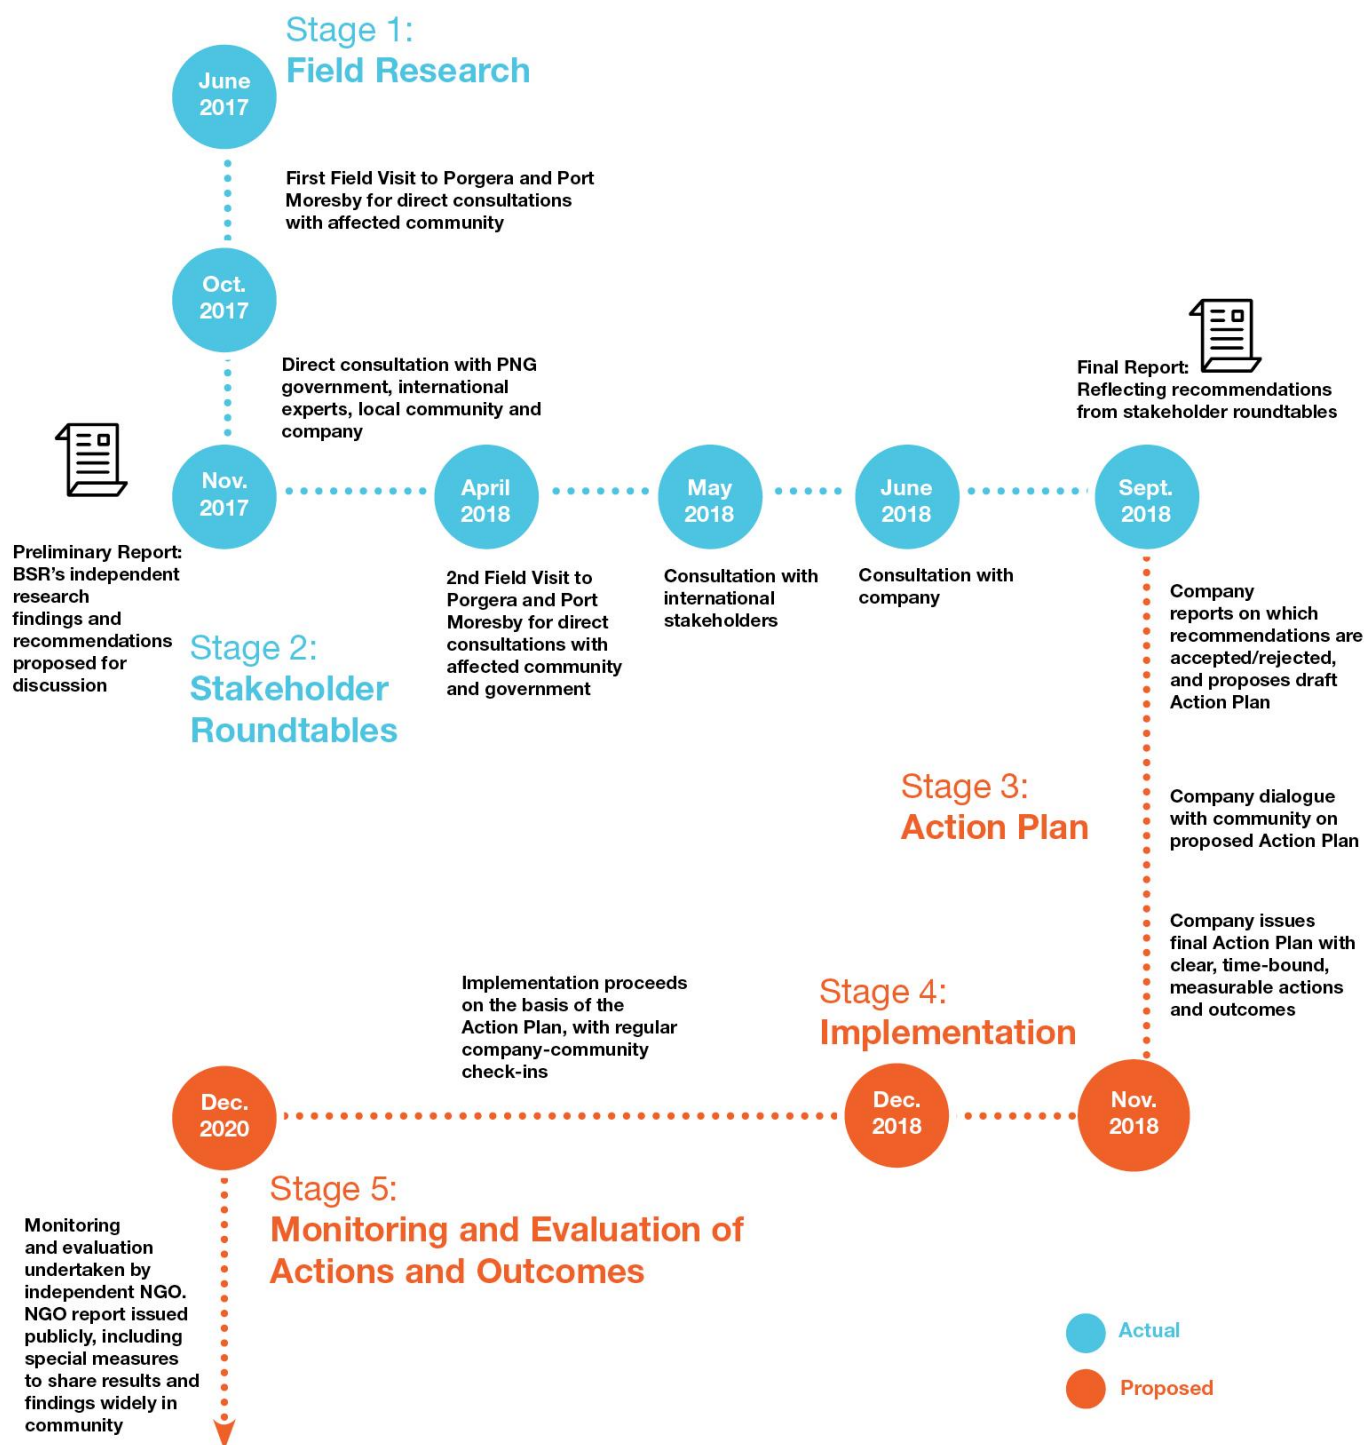 Stage 1:
Field Research
June
2017
First Field Visit to Porgera and Port
Moresby for direct consultations
with affected community
Oct.
2017
Direct consultation with PNG
government, international
experts, local community and
company
Final Report:
Reflecting recommendations
from stakeholder roundtables
Nov.
2017
April
2018
May
2018
June
2018
Sept.
2018
Preliminary Report:
BSR's independent
research
findings and
recommendations
proposed for
discussion
Stage 2:
Stakeholder
Roundtables
2nd Field Visit to
Porgera and Port
Moresby for direct
consultations with
affected community
and government
Consultation with
international
stakeholders
Consultation with
company
Company
reports on which
recommendations are
accepted/rejected,
and proposes draft
Action Plan
Stage 3:
Action Plan
Company dialogue
with community on
proposed Action Plan
Company issues
final Action Plan with
clear, time-bound,
measurable actions
and outcomes
Stage 4:
Implementation
Implementation proceeds
on the basis of the
Action Plan, with regular
company-community
check-ins
Nov.
2018
Dec.
2018
Dec.
2020
Stage 5:
Monitoring and Evaluation of
Actions and Outcomes
Monitoring
and evaluation
undertaken by
independent NGO.
NGO report issued
publicly, including
special measures
to share results and
findings widely in
community
Actual
Proposed